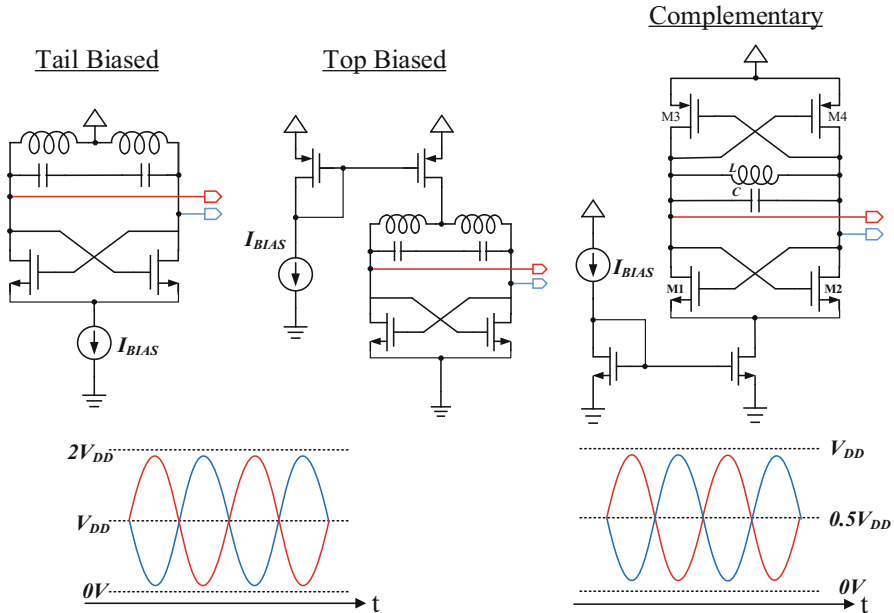 Tail Biased
Top Biased
Complementary
M3
M4
L
C
I_BIAS
I_BIAS
I_BIAS
M1
M2
2V_DD
V_DD
0V
t
V_DD
0.5V_DD
0V
t